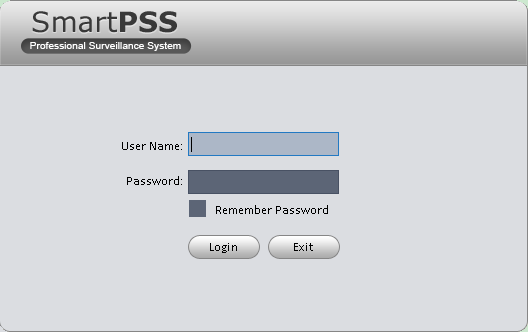 SmartPSS
Professional Surveillance System
User Name:
Password:
Remember Password
Login Exit